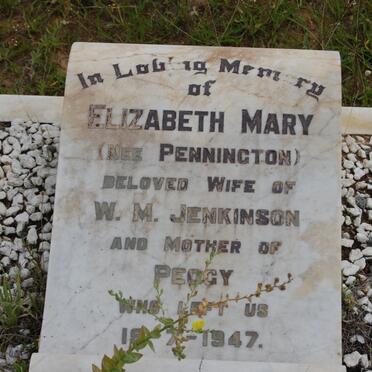 In Loving Memory
of
ELIZABETH MARY
(NEE PENNINGTON)
BELOVED WIFE OF
W. M. JENKINSON
AND MOTHER OF
PEGGY
WHO LEFT US
-1947.